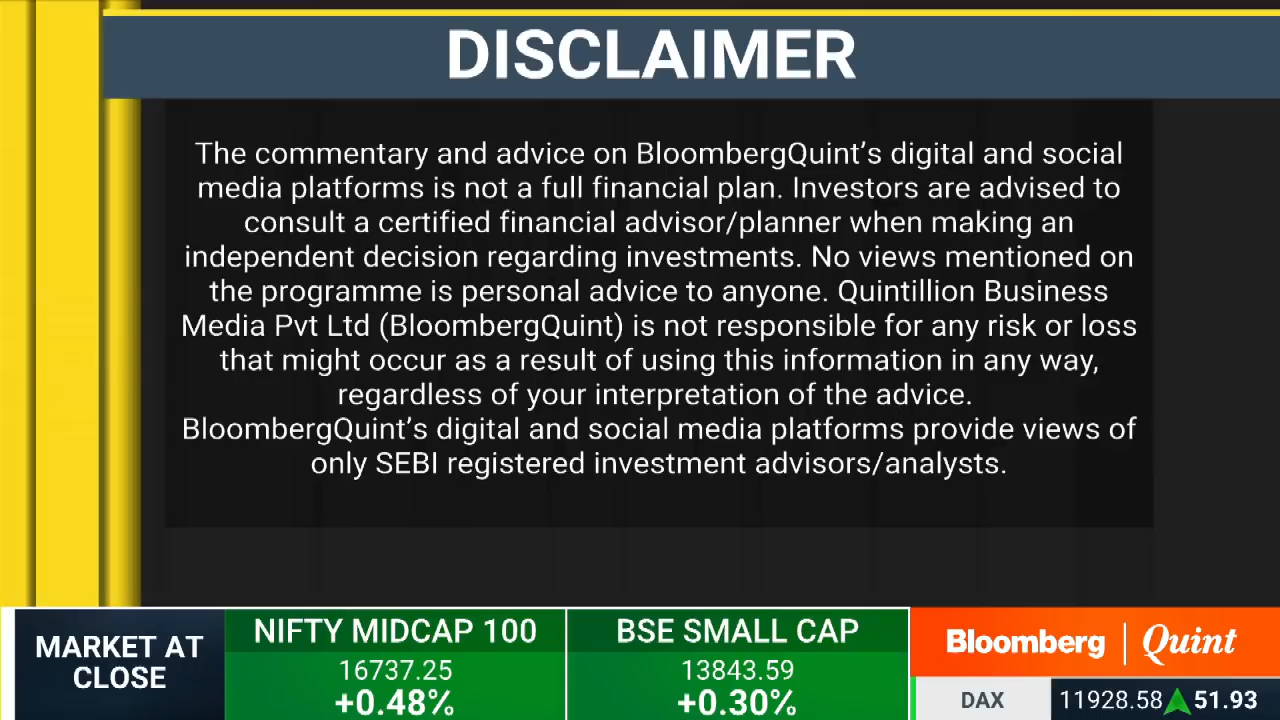 DISCLAIMER
The commentary and advice on BloombergQuint's digital and social
media platforms is not a full financial plan. Investors are advised to
consult a certified financial advisor/planner when making an
independent decision regarding investments. No views mentioned on
the programme is personal advice to anyone. Quintillion Business
Media Pvt Ltd (BloombergQuint) is not responsible for any risk or loss
that might occur as a result of using this information in any way,
regardless of your interpretation of the advice.
BloombergQuint's digital and social media platforms provide views of
only SEBI registered investment advisors/analysts.
MARKET AT
CLOSE
NIFTY MIDCAP 100
16737.25
+0.48%
BSE SMALL CAP
13843.59
+0.30%
Bloomberg | Quint
DAX 11928.58 51.93